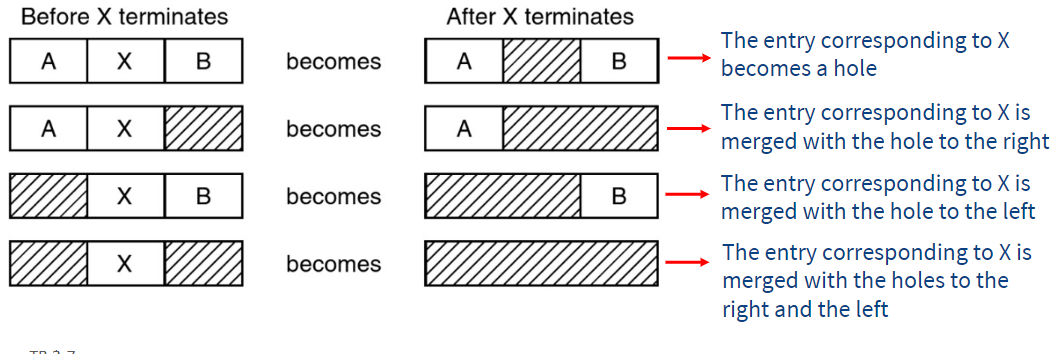 Before X terminates
After X terminates
A X B
becomes
A B
The entry corresponding to X
becomes a hole
A X
becomes
A
The entry corresponding to X is
merged with the hole to the right
X B
becomes
B
The entry corresponding to X is
merged with the hole to the left
X
becomes
The entry corresponding to X is
merged with the holes to the
right and the left